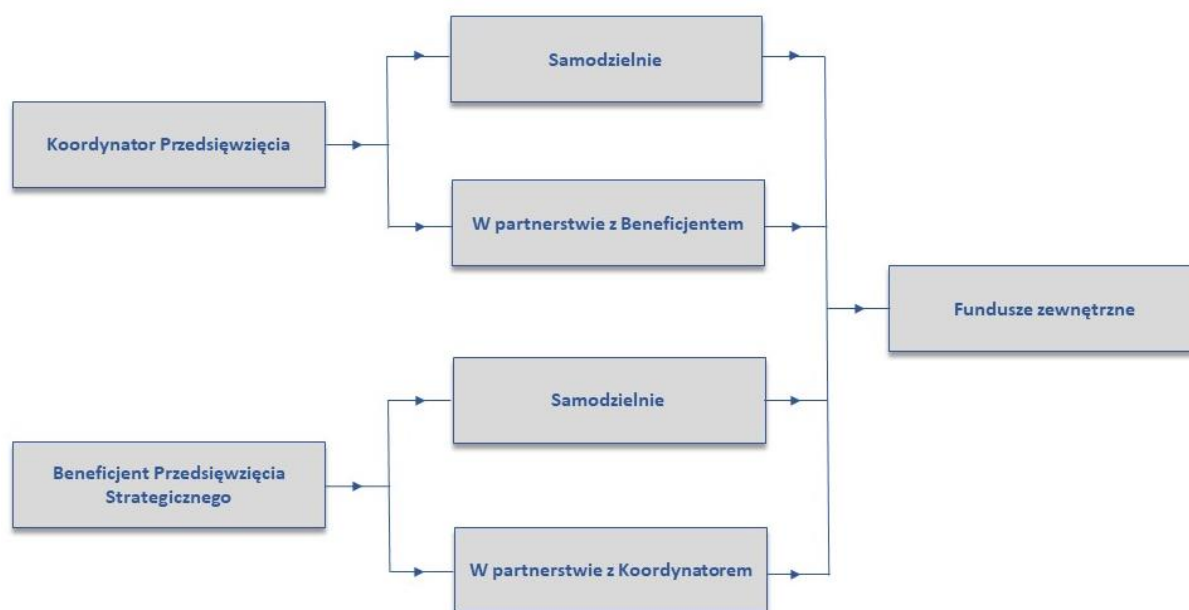 Samodzielnie
Koordynator Przedsięwzięcia
W partnerstwie z Beneficjentem
Fundusze zewnętrzne
Samodzielnie
Beneficjent Przedsięwzięcia
Strategicznego
W partnerstwie z Koordynatorem